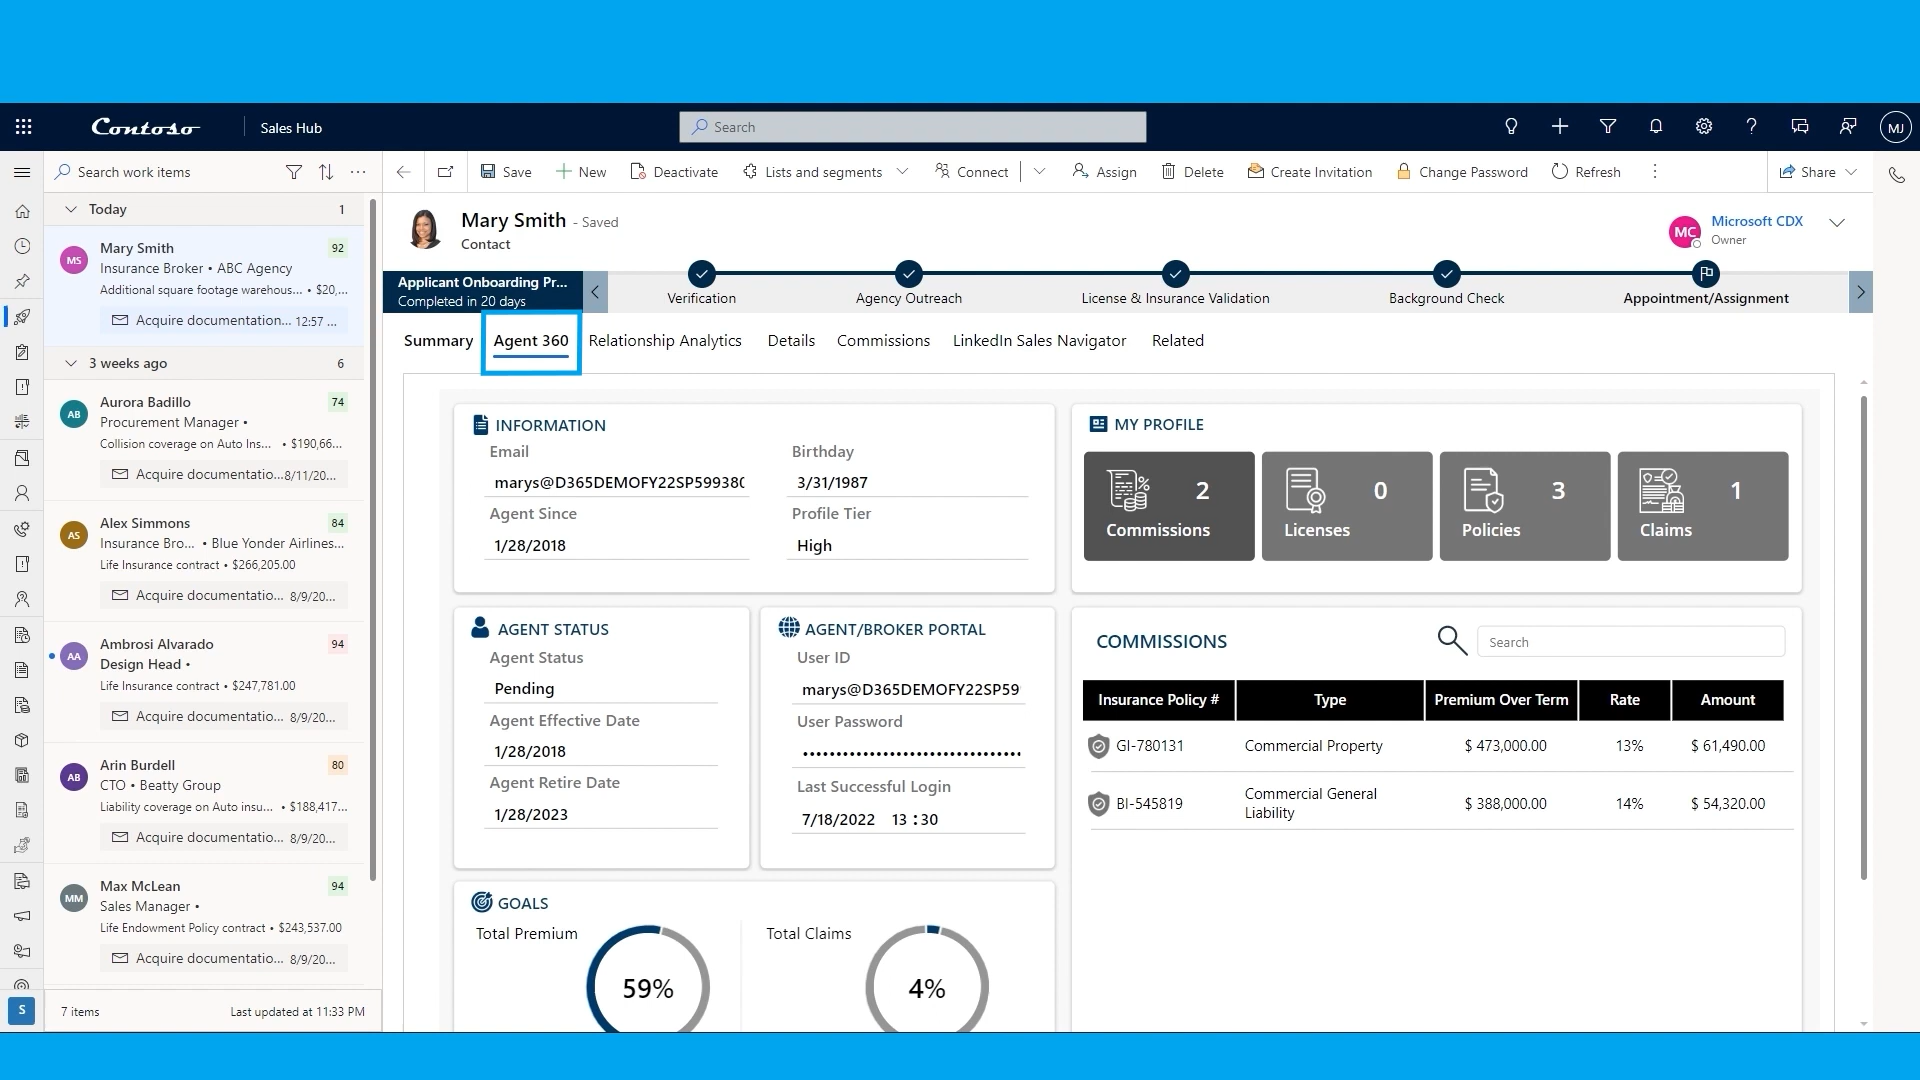 Contoso
Sales Hub
Search
MJ
Search work items
Save
New
Deactivate
Lists and segments
Connect
Assign
Delete
Create Invitation
Change Password
Refresh
Share
Today
1
MS
Mary Smith
92
Insurance Broker • ABC Agency
Additional square footage warehous... • $20,...
Acquire documentation... 12:57 ...
3 weeks ago
6
AB
Aurora Badillo
74
Procurement Manager •
Collision coverage on Auto Ins... • $190,66...
Acquire documentatio... 8/11/20...
AS
Alex Simmons
84
Insurance Bro... • Blue Yonder Airlines...
Life Insurance contract • $266,205.00
Acquire documentatio... 8/9/20...
AA
Ambrosi Alvarado
94
Design Head •
Life Insurance contract • $247,781.00
Acquire documentatio... 8/9/20...
AB
Arin Burdell
80
CTO • Beatty Group
Liability coverage on Auto insu... • $188,417...
Acquire documentatio... 8/9/20...
MM
Max McLean
94
Sales Manager •
Life Endowment Policy contract • $243,537.00
Acquire documentatio... 8/9/20...
S
7 items
Last updated at 11:33 PM
Mary Smith - Saved
Contact
MC
Microsoft CDX
Owner
Applicant Onboarding Pr...
Completed in 20 days
Verification
Agency Outreach
License & Insurance Validation
Background Check
Appointment/Assignment
Summary
Agent 360
Relationship Analytics
Details
Commissions
LinkedIn Sales Navigator
Related
INFORMATION
Email
Birthday
marys@D365DEMOFY22SP59938
3/31/1987
Agent Since
Profile Tier
1/28/2018
High
MY PROFILE
2
Commissions
0
Licenses
3
Policies
1
Claims
AGENT STATUS
Agent Status
Pending
Agent Effective Date
1/28/2018
Agent Retire Date
1/28/2023
AGENT/BROKER PORTAL
User ID
marys@D365DEMOFY22SP59
User Password
Last Successful Login
7/18/2022 13 : 30
COMMISSIONS
Search
Insurance Policy # Type Premium Over Term Rate Amount
GI-780131 Commercial Property $ 473,000.00 13% $ 61,490.00
BI-545819 Commercial General Liability $ 388,000.00 14% $ 54,320.00
GOALS
Total Premium
59%
Total Claims
4%